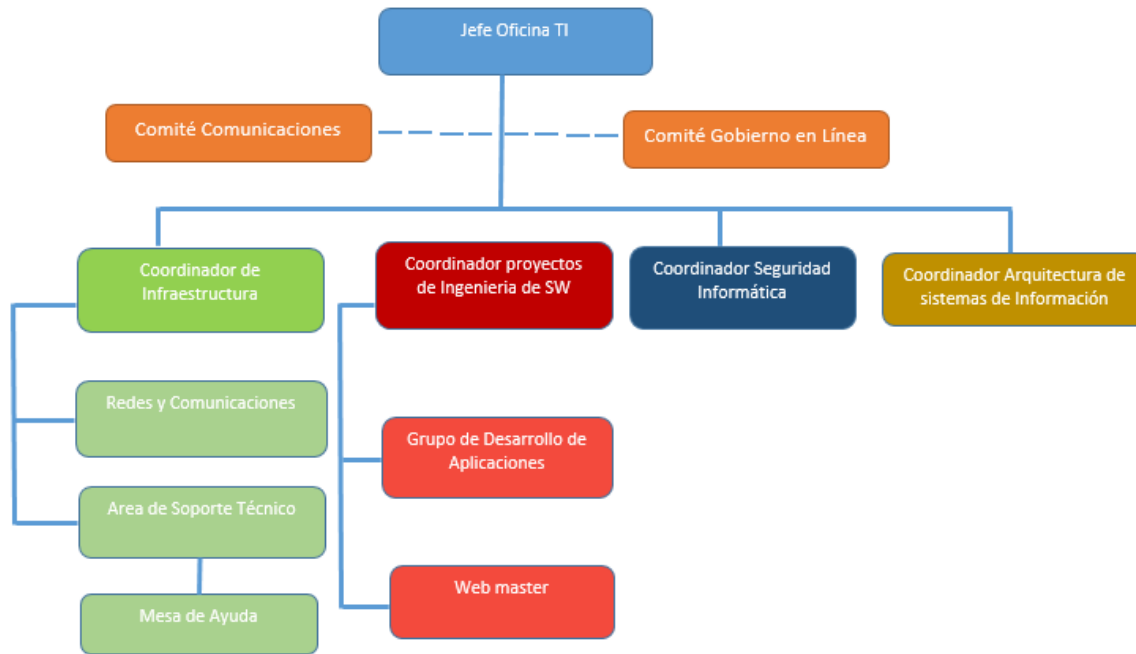 Jefe Oficina TI
Comité Comunicaciones
Comité Gobierno en Línea
Coordinador de
Infraestructura
Coordinador proyectos
de Ingenieria de SW
Coordinador Seguridad
Informática
Coordinador Arquitectura de
sistemas de Información
Redes y Comunicaciones
Grupo de Desarrollo de
Aplicaciones
Area de Soporte Técnico
Web master
Mesa de Ayuda